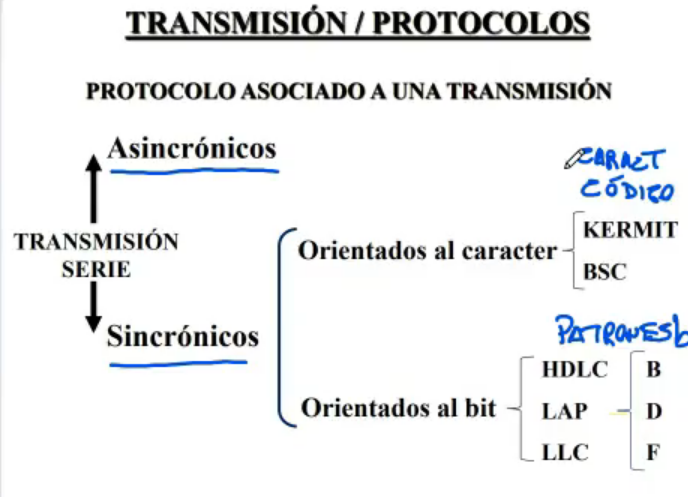 TRANSMISIÓN / PROTOCOLOS
PROTOCOLO ASOCIADO A UNA TRANSMISIÓN
Asincrónicos
CARACT
CÓDIGO
TRANSMISIÓN
SERIE
Orientados al caracter
KERMIT
BSC
Sincrónicos
PATRONES b
Orientados al bit
HDLC B
LAP D
LLC F